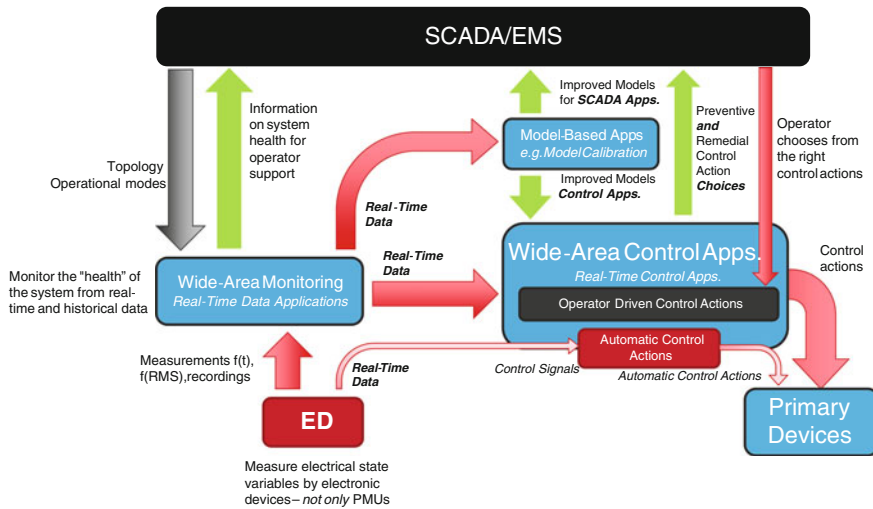 SCADA/EMS
Information
on system
health for
operator
support
Topology
Operational modes
Improved Models
for SCADA Apps.
Model-Based Apps
e.g.ModelCalibration
Improved Models
Control Apps.
Preventive
and
Remedial
Control
Action
Choices
Operator
chooses from
the right
control actions
Real-Time
Data
Real-Time
Data
Monitor the "health" of
the system from real-
time and historical data
Wide-Area Monitoring
Real-Time Data Applications
Wide-Area Control Apps.
Real-Time Control Apps.
Operator Driven Control Actions
Control
actions
Automatic Control
Actions
Measurements f(t),
f(RMS),recordings
Real-Time
Data
Control Signals
Automatic Control Actions
ED
Primary
Devices
Measure electrical state
variables by electronic
devices– not only PMUs